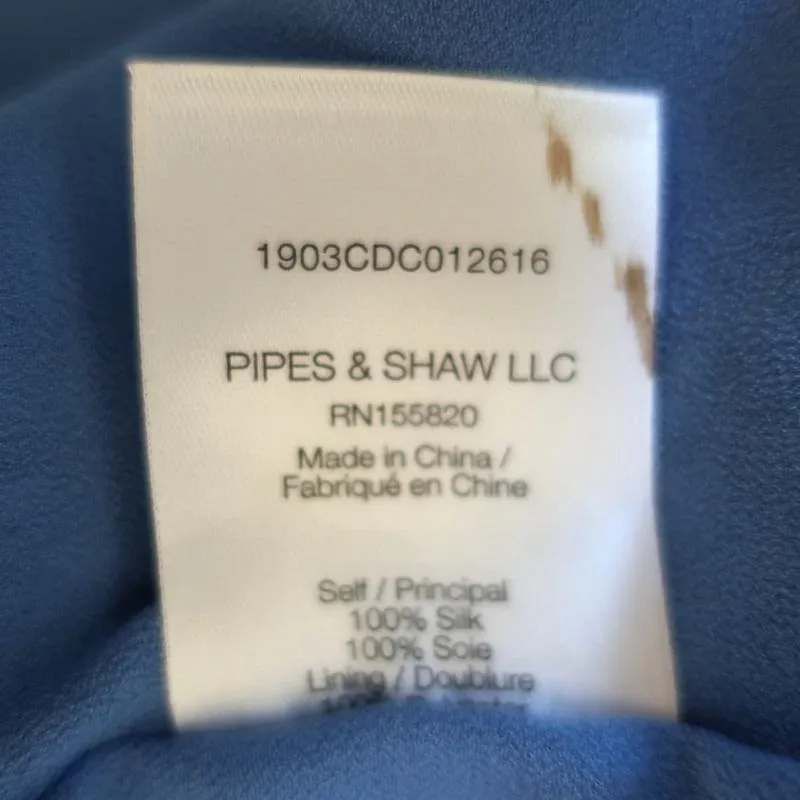 1903CDC012616
PIPES & SHAW LLC
RN155820
Made in China /
Fabriqué en Chine
Self / Principal
100% Silk
100% Soie
Lining / Doublure